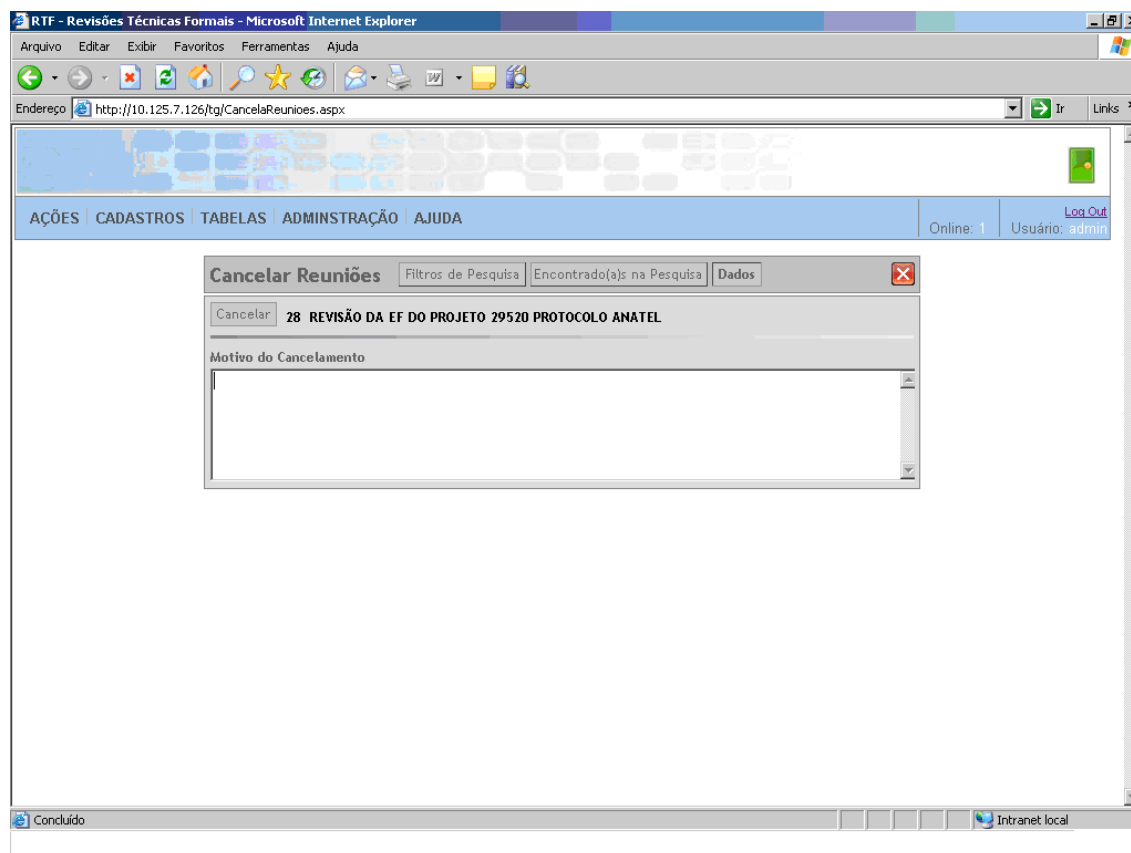 RTF - Revisões Técnicas Formais - Microsoft Internet Explorer
Arquivo Editar Exibir Favoritos Ferramentas Ajuda
Endereço http://10.125.7.126/tg/CancelaReunioes.aspx Ir Links
AÇÕES CADASTROS TABELAS ADMINSTRAÇÃO AJUDA
Log Out
Online: 1 Usuário: admin
Cancelar Reuniões Filtros de Pesquisa Encontrado(a)s na Pesquisa Dados
Cancelar 28 REVISÃO DA EF DO PROJETO 29520 PROTOCOLO ANATEL
Motivo do Cancelamento
Concluído Intranet local